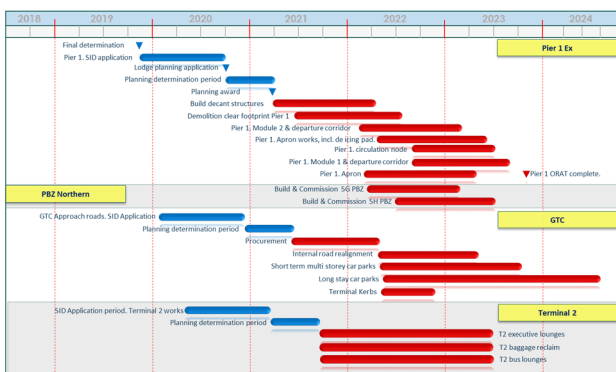 2018 2019 2020 2021 2022 2023 2024
Final determination
Pier 1 Ex
Pier 1. SID application
Lodge planning application
Planning determination period
Planning award
Build decant structures
Demolition clear footprint Pier 1
Pier 1. Module 2 & departure corridor
Pier 1. Apron works, incl. de icing pad.
Pier 1. circulation node
Pier 1. Module 1 & departure corridor
Pier 1. Apron
Pier 1 ORAT complete.
PBZ Northern
Build & Commission 5G PBZ
Build & Commission 5H PBZ
GTC Approach roads. SID Application
GTC
Planning determination period
Procurement
Internal road realignment
Short term multi storey car parks
Long stay car parks
Terminal Kerbs
SID Application period. Terminal 2 works
Terminal 2
Planning determination period
T2 executive lounges
T2 baggage reclaim
T2 bus lounges